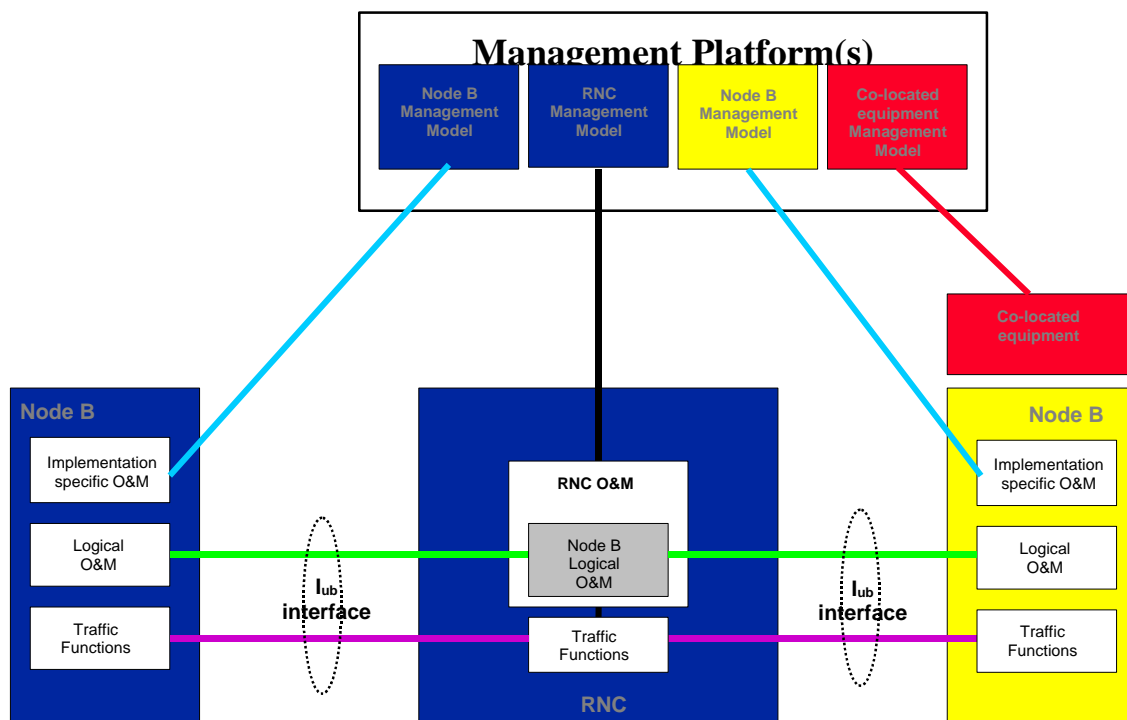 Management Platform(s)
Node B
Management
Model
RNC
Management
Model
Node B
Management
Model
Co-located
equipment
Management
Model
Co-located
equipment
Node B
Implementation
specific O&M
Logical
O&M
Traffic
Functions
Iub
interface
RNC O&M
Node B
Logical
O&M
Traffic
Functions
RNC
Iub
interface
Node B
Implementation
specific O&M
Logical
O&M
Traffic
Functions